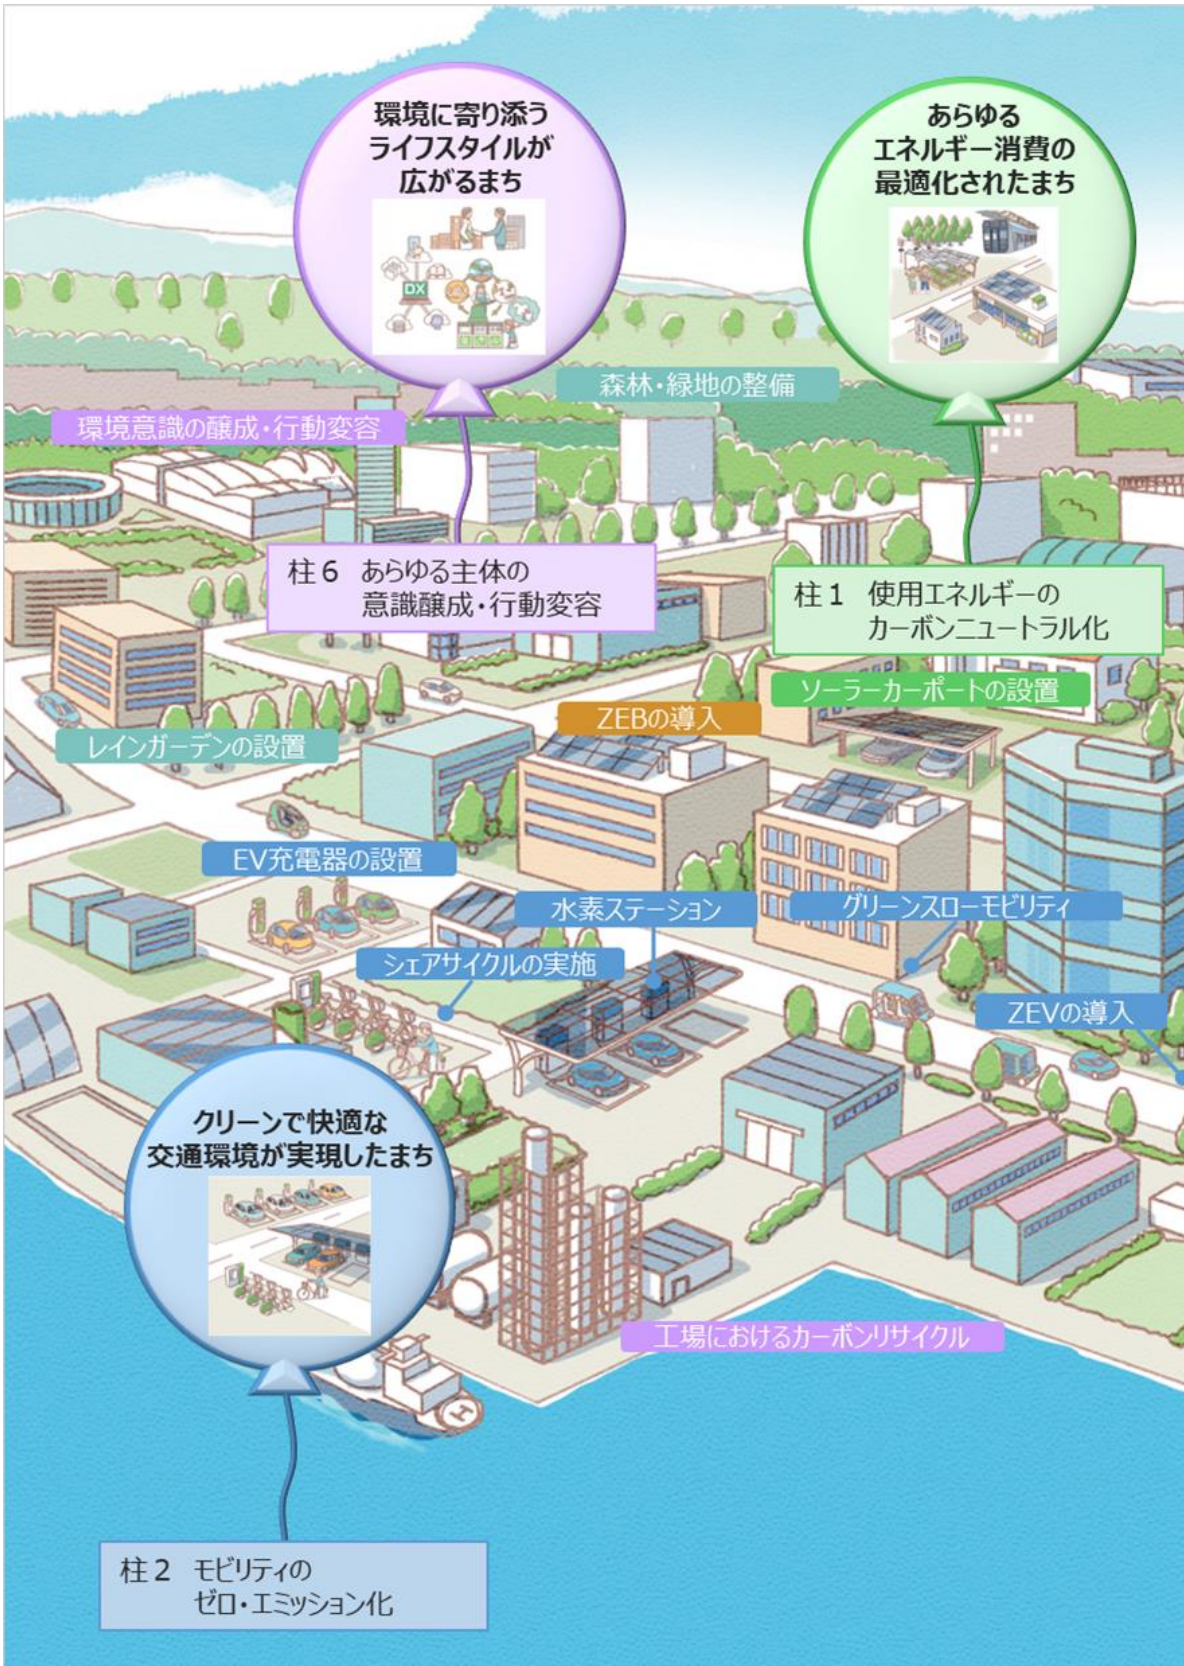 環境に寄り添う
ライフスタイルが
広がるまち
DX
あらゆる
エネルギー消費の
最適化されたまち
森林・緑地の整備
環境意識の醸成・行動変容
柱6 あらゆる主体の
意識醸成・行動変容
柱1 使用エネルギーの
カーボンニュートラル化
ソーラーカーポートの設置
ZEBの導入
レインガーデンの設置
EV充電器の設置
水素ステーション
グリーンスローモビリティ
シェアサイクルの実施
ZEVの導入
クリーンで快適な
交通環境が実現したまち
工場におけるカーボンリサイクル
H
柱2 モビリティの
ゼロ・エミッション化